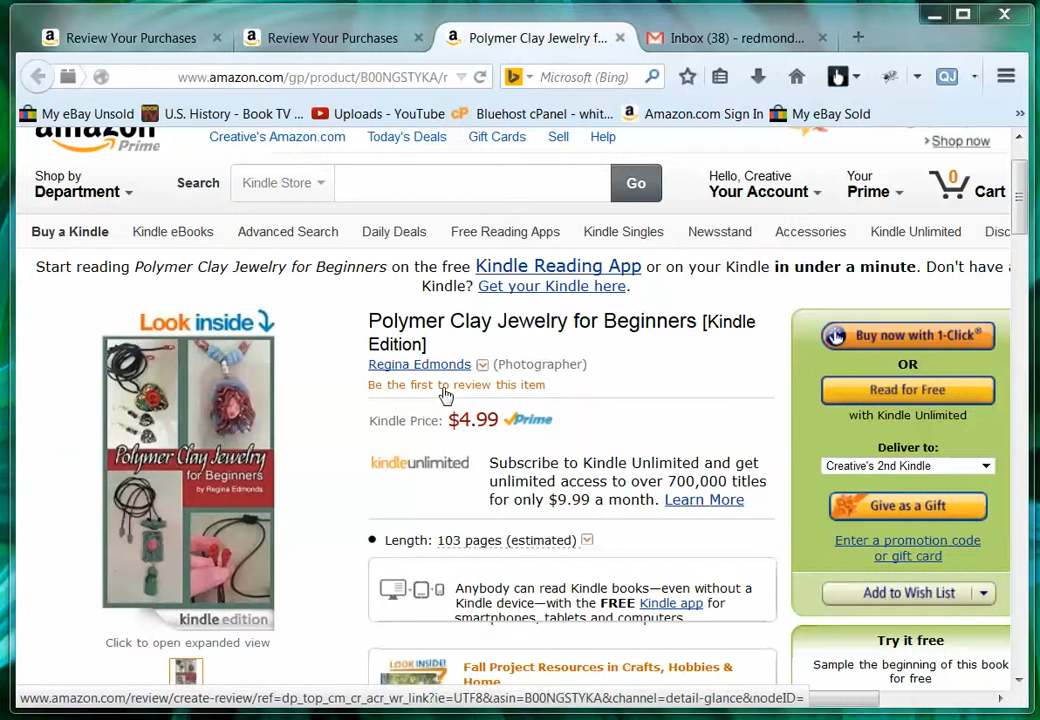 Review Your Purchases
Review Your Purchases
Polymer Clay Jewelry f...
Inbox (38) - redmond...
www.amazon.com/gp/product/B00NGSTYKA/r
Microsoft (Bing)
QJ
My eBay Unsold
U.S. History - Book TV ...
Uploads - YouTube
Bluehost cPanel - whit...
Amazon.com Sign In
My eBay Sold
amazon
Prime
Creative's Amazon.com
Today's Deals
Gift Cards
Sell
Help
Shop now
Shop by
Department
Search
Kindle Store
Go
Hello, Creative
Your Account
Your
Prime
0
Cart
Buy a Kindle
Kindle eBooks
Advanced Search
Daily Deals
Free Reading Apps
Kindle Singles
Newsstand
Accessories
Kindle Unlimited
Disc
Start reading Polymer Clay Jewelry for Beginners on the free Kindle Reading App or on your Kindle in under a minute. Don't have a
Kindle? Get your Kindle here.
Look inside
Polymer Clay Jewelry
for Beginners
by Regina Edmonds
kindle edition
Click to open expanded view
Polymer Clay Jewelry for Beginners [Kindle
Edition]
Regina Edmonds (Photographer)
Be the first to review this item
Kindle Price: $4.99 Prime
kindleunlimited
Subscribe to Kindle Unlimited and get
unlimited access to over 700,000 titles
for only $9.99 a month. Learn More
Length: 103 pages (estimated)
Anybody can read Kindle books—even without a
Kindle device—with the FREE Kindle app for
smartphones, tablets and computers.
LOOK INSIDE!
Fall Project Resources in Crafts, Hobbies &
Home
Buy now with 1-Click®
OR
Read for Free
with Kindle Unlimited
Deliver to:
Creative's 2nd Kindle
Give as a Gift
Enter a promotion code
or gift card
Add to Wish List
Try it free
Sample the beginning of this book
for free
www.amazon.com/review/create-review/ref=dp_top_cm_cr_acr_wr_link?ie=UTF8&asin=B00NGSTYKA&channel=detail-glance&nodeID=